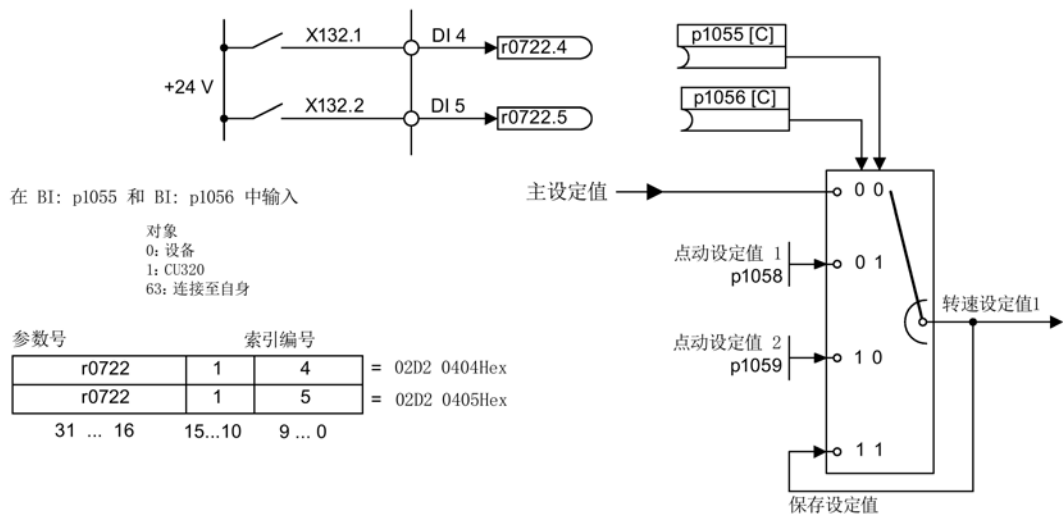 X132.1
DI 4
r0722.4
+24 V
X132.2
DI 5
r0722.5
p1055 [C]
p1056 [C]
在 BI: p1055 和 BI: p1056 中输入
对象
0: 设备
1: CU320
63: 连接至自身
参数号 索引编号
r0722 1 4 = 02D2 0404Hex
r0722 1 5 = 02D2 0405Hex
31 ... 16 15...10 9 ... 0
主设定值
0 0
点动设定值 1
p1058
0 1
转速设定值1
点动设定值 2
p1059
1 0
1 1
保存设定值